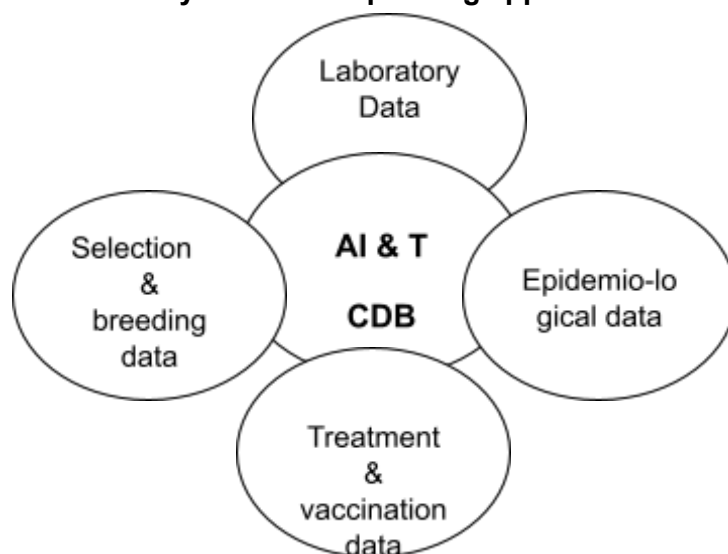 Laboratory
Data
Selection
&
breeding
data
AI & T
CDB
Epidemio-lo
gical data
Treatment
&
vaccination
data